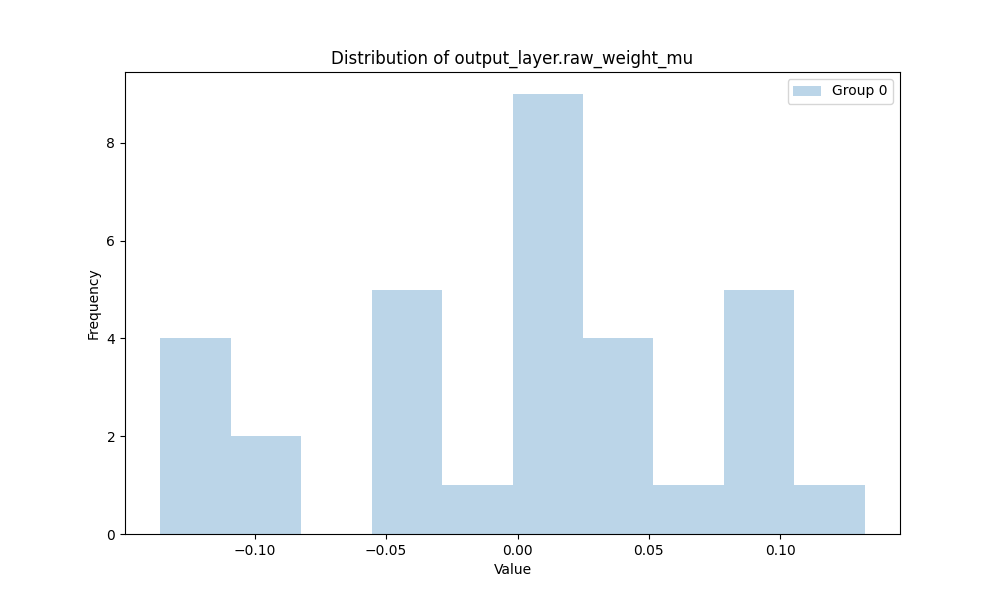 Distribution of output_layer.raw_weight_mu
Group 0
Frequency
8
6
4
2
0
−0.10
−0.05
0.00
0.05
0.10
Value